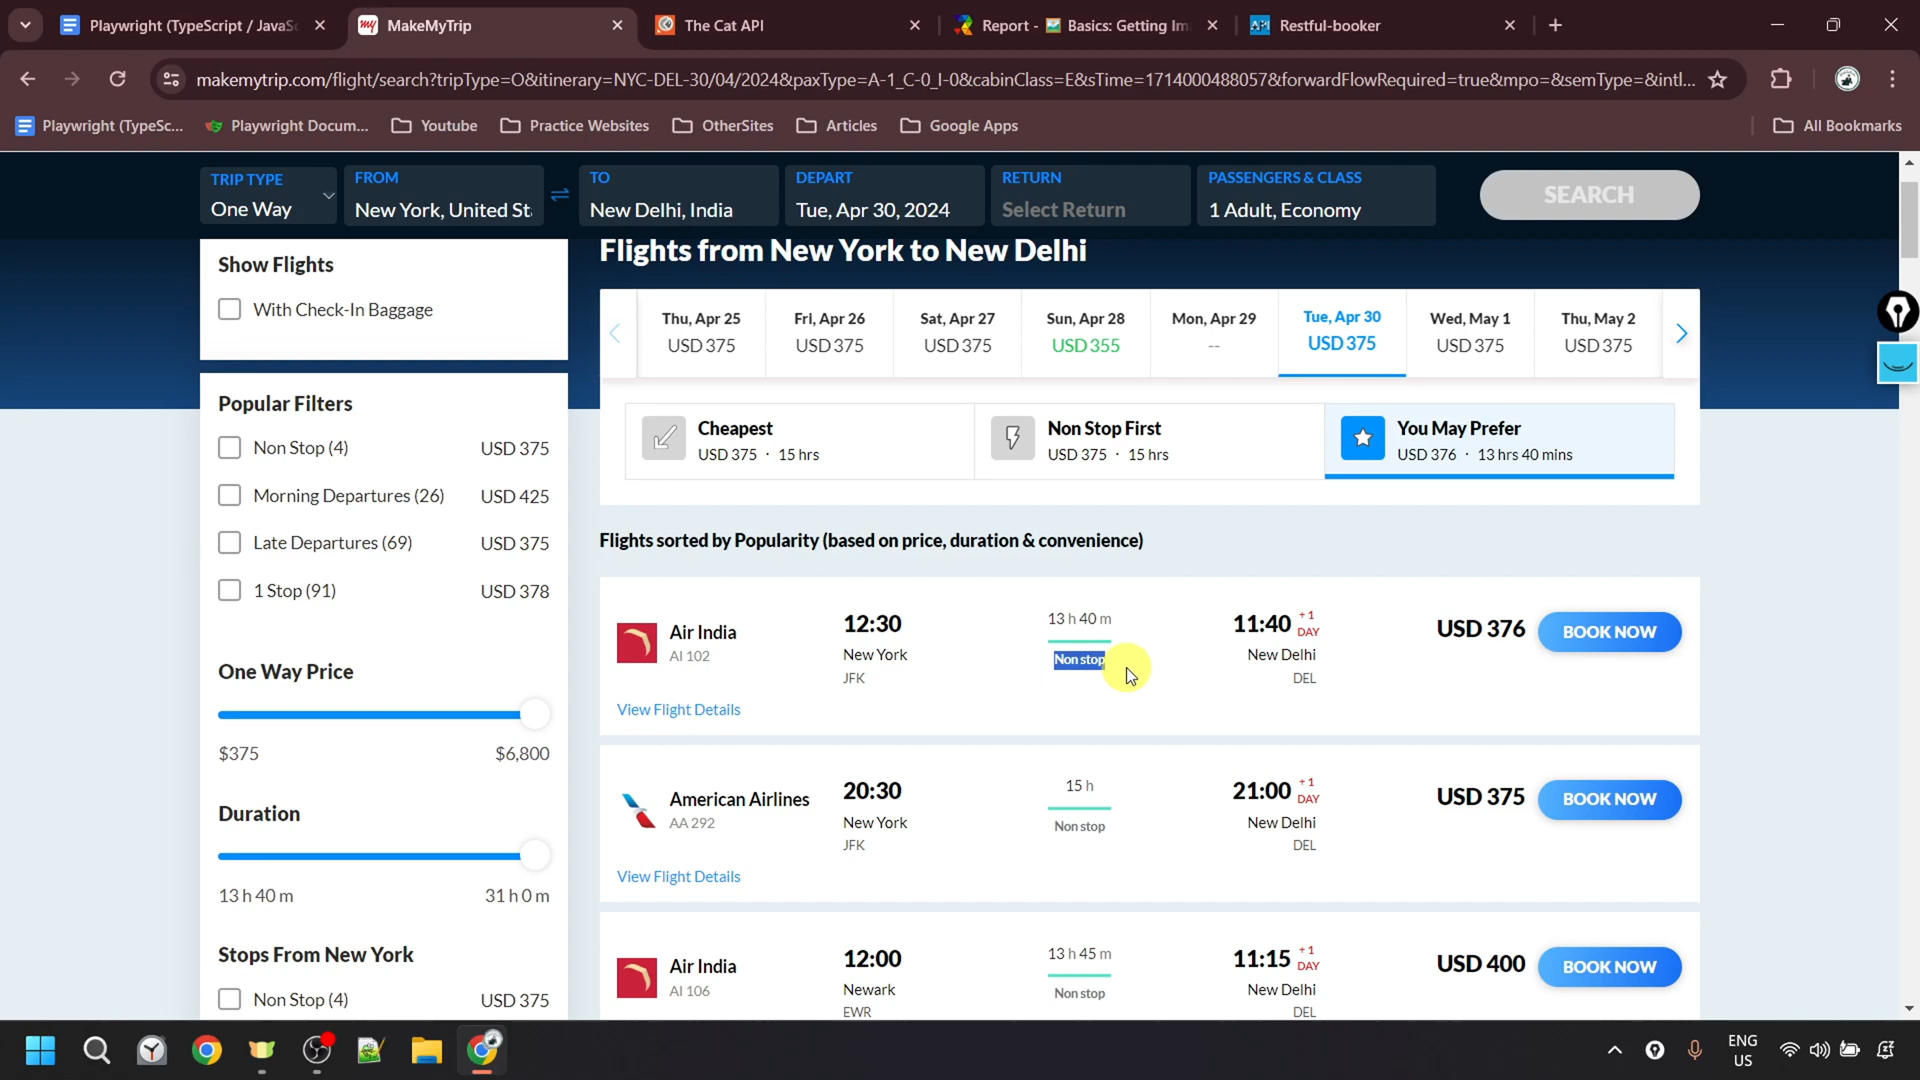 Playwright (TypeScript / JavaSc
MakeMyTrip
The Cat API
Report - 🖼️ Basics: Getting Im
Restful-booker
makemytrip.com/flight/search?tripType=O&itinerary=NYC-DEL-30/04/2024&paxType=A-1_C-0_I-0&cabinClass=E&sTime=1714000488057&forwardFlowRequired=true&mpo=&semType=&intl...
Playwright (TypeSc...
Playwright Docum...
Youtube
Practice Websites
OtherSites
Articles
Google Apps
All Bookmarks
TRIP TYPE
One Way
FROM
New York, United St
TO
New Delhi, India
DEPART
Tue, Apr 30, 2024
RETURN
Select Return
PASSENGERS & CLASS
1 Adult, Economy
SEARCH
Show Flights
With Check-In Baggage
Popular Filters
Non Stop (4) USD 375
Morning Departures (26) USD 425
Late Departures (69) USD 375
1 Stop (91) USD 378
One Way Price
$375 $6,800
Duration
13 h 40 m 31 h 0 m
Stops From New York
Non Stop (4) USD 375
Flights from New York to New Delhi
Thu, Apr 25
USD 375
Fri, Apr 26
USD 375
Sat, Apr 27
USD 375
Sun, Apr 28
USD 355
Mon, Apr 29
--
Tue, Apr 30
USD 375
Wed, May 1
USD 375
Thu, May 2
USD 375
Cheapest
USD 375 · 15 hrs
Non Stop First
USD 375 · 15 hrs
You May Prefer
USD 376 · 13 hrs 40 mins
Flights sorted by Popularity (based on price, duration & convenience)
Air India
AI 102
12:30
New York
JFK
13 h 40 m
Non stop
11:40 +1 DAY
New Delhi
DEL
USD 376
BOOK NOW
View Flight Details
American Airlines
AA 292
20:30
New York
JFK
15 h
Non stop
21:00 +1 DAY
New Delhi
DEL
USD 375
BOOK NOW
View Flight Details
Air India
AI 106
12:00
Newark
EWR
13 h 45 m
Non stop
11:15 +1 DAY
New Delhi
DEL
USD 400
BOOK NOW
ENG
US